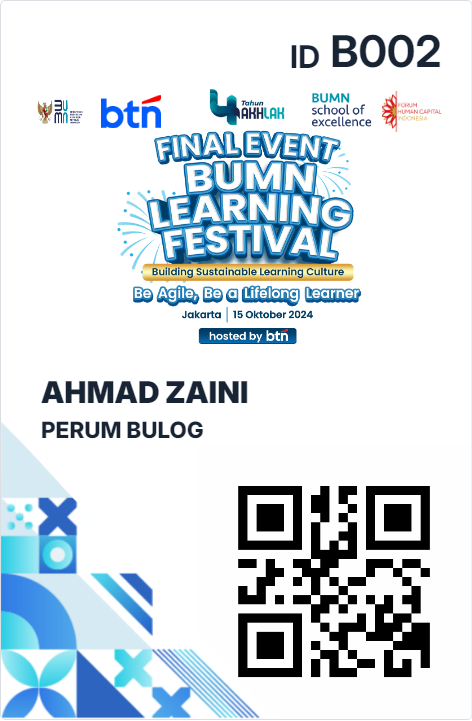 ID B002
BUMN
btn
4 Tahun AKHLAK
BUMN
school of
excellence
FORUM
HUMAN CAPITAL
INDONESIA
FINAL EVENT
BUMN
LEARNING
FESTIVAL
Building Sustainable Learning Culture
Be Agile, Be a Lifelong Learner
Jakarta | 15 Oktober 2024
hosted by btn
AHMAD ZAINI
PERUM BULOG